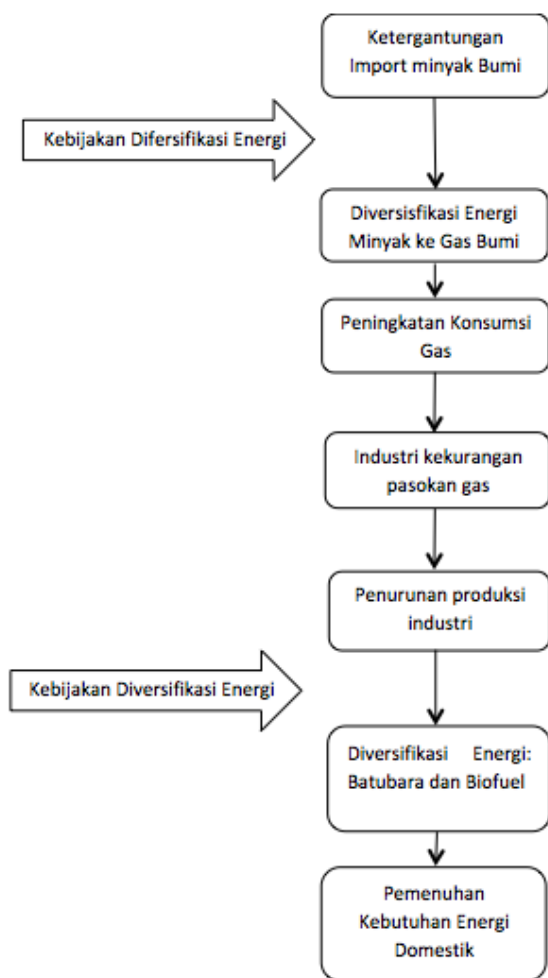 Ketergantungan
Import minyak Bumi
Kebijakan Difersifikasi Energi
Diversisfikasi Energi
Minyak ke Gas Bumi
Peningkatan Konsumsi
Gas
Industri kekurangan
pasokan gas
Penurunan produksi
industri
Kebijakan Diversifikasi Energi
Diversifikasi Energi:
Batubara dan Biofuel
Pemenuhan
Kebutuhan Energi
Domestik